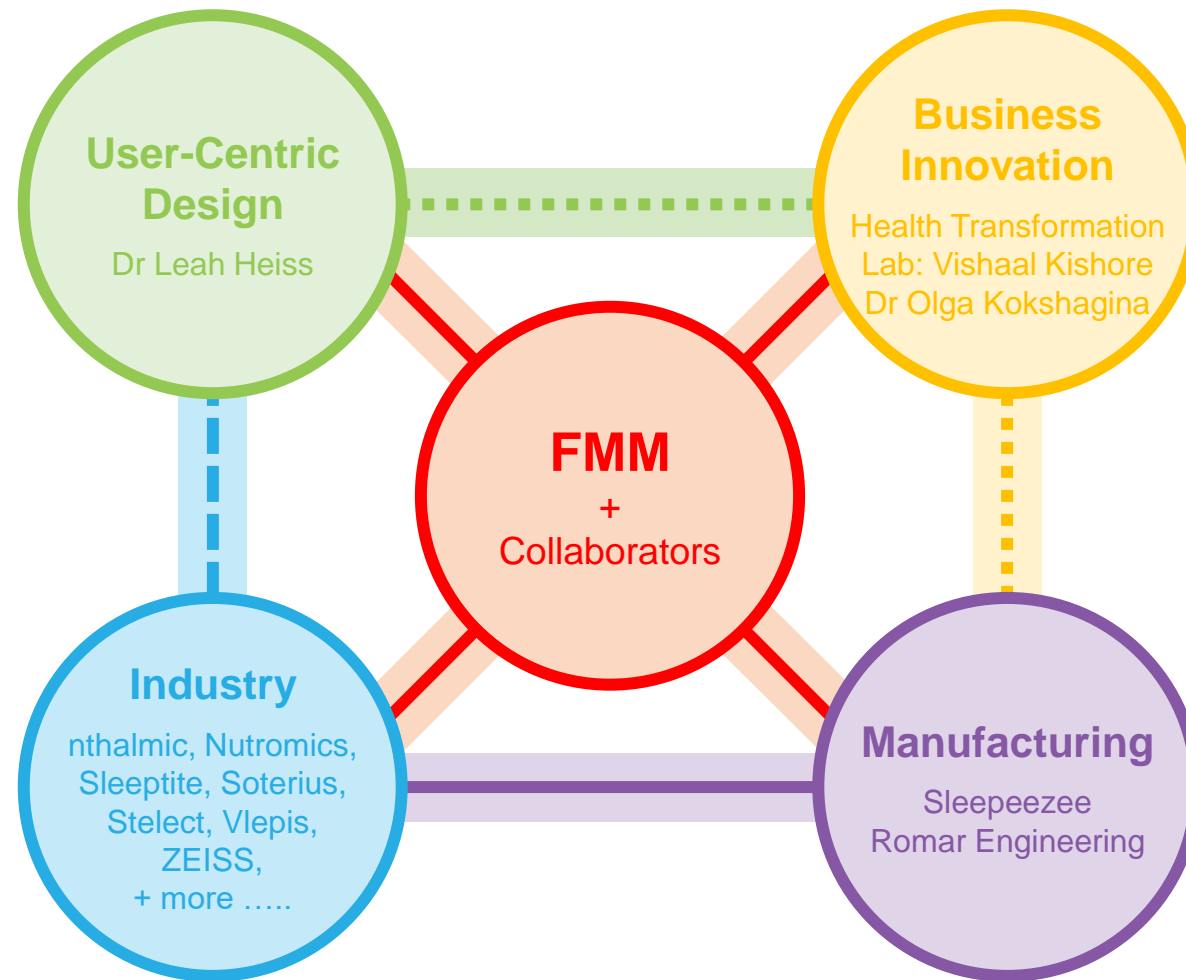 User-Centric
Design
Dr Leah Heiss
Business
Innovation
Health Transformation
Lab: Vishaal Kishore
Dr Olga Kokshagina
FMM
+
Collaborators
Industry
nthalmic, Nutromics,
Sleeptite, Soterius,
Stelect, Vlepis,
ZEISS,
+ more …..
Manufacturing
Sleepeezee
Romar Engineering